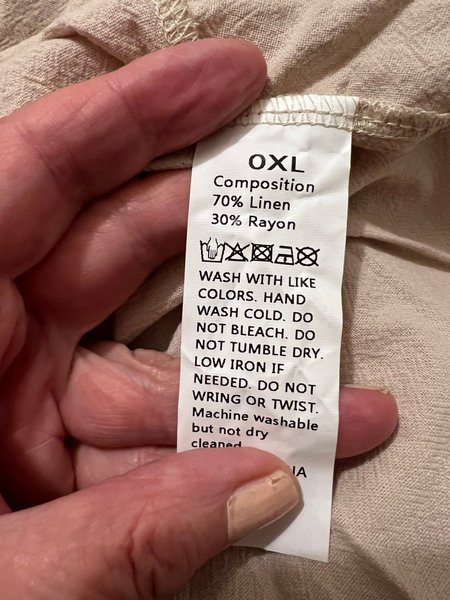 OXL
Composition
70% Linen
30% Rayon
WASH WITH LIKE
COLORS. HAND
WASH COLD. DO
NOT BLEACH. DO
NOT TUMBLE DRY.
LOW IRON IF
NEEDED. DO NOT
WRING OR TWIST.
Machine washable
but not dry
cleaned